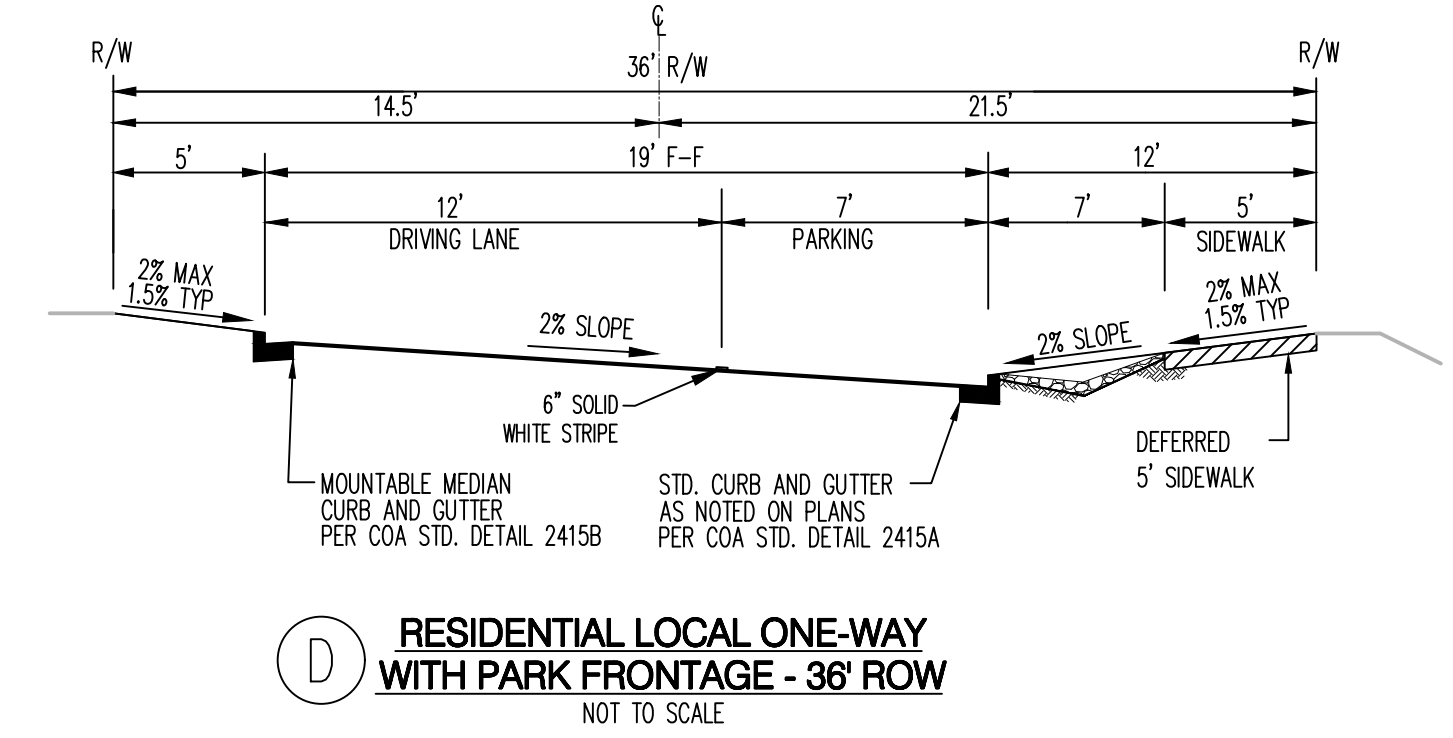 ℄
R/W
36' R/W
R/W
14.5'
21.5'
5'
19' F-F
12'
12'
DRIVING LANE
7'
PARKING
7'
5'
SIDEWALK
2% MAX
1.5% TYP
2% SLOPE
2% SLOPE
2% MAX
1.5% TYP
6" SOLID
WHITE STRIPE
MOUNTABLE MEDIAN
CURB AND GUTTER
PER COA STD. DETAIL 2415B
STD. CURB AND GUTTER
AS NOTED ON PLANS
PER COA STD. DETAIL 2415A
DEFERRED
5' SIDEWALK
D
RESIDENTIAL LOCAL ONE-WAY
WITH PARK FRONTAGE - 36' ROW
NOT TO SCALE